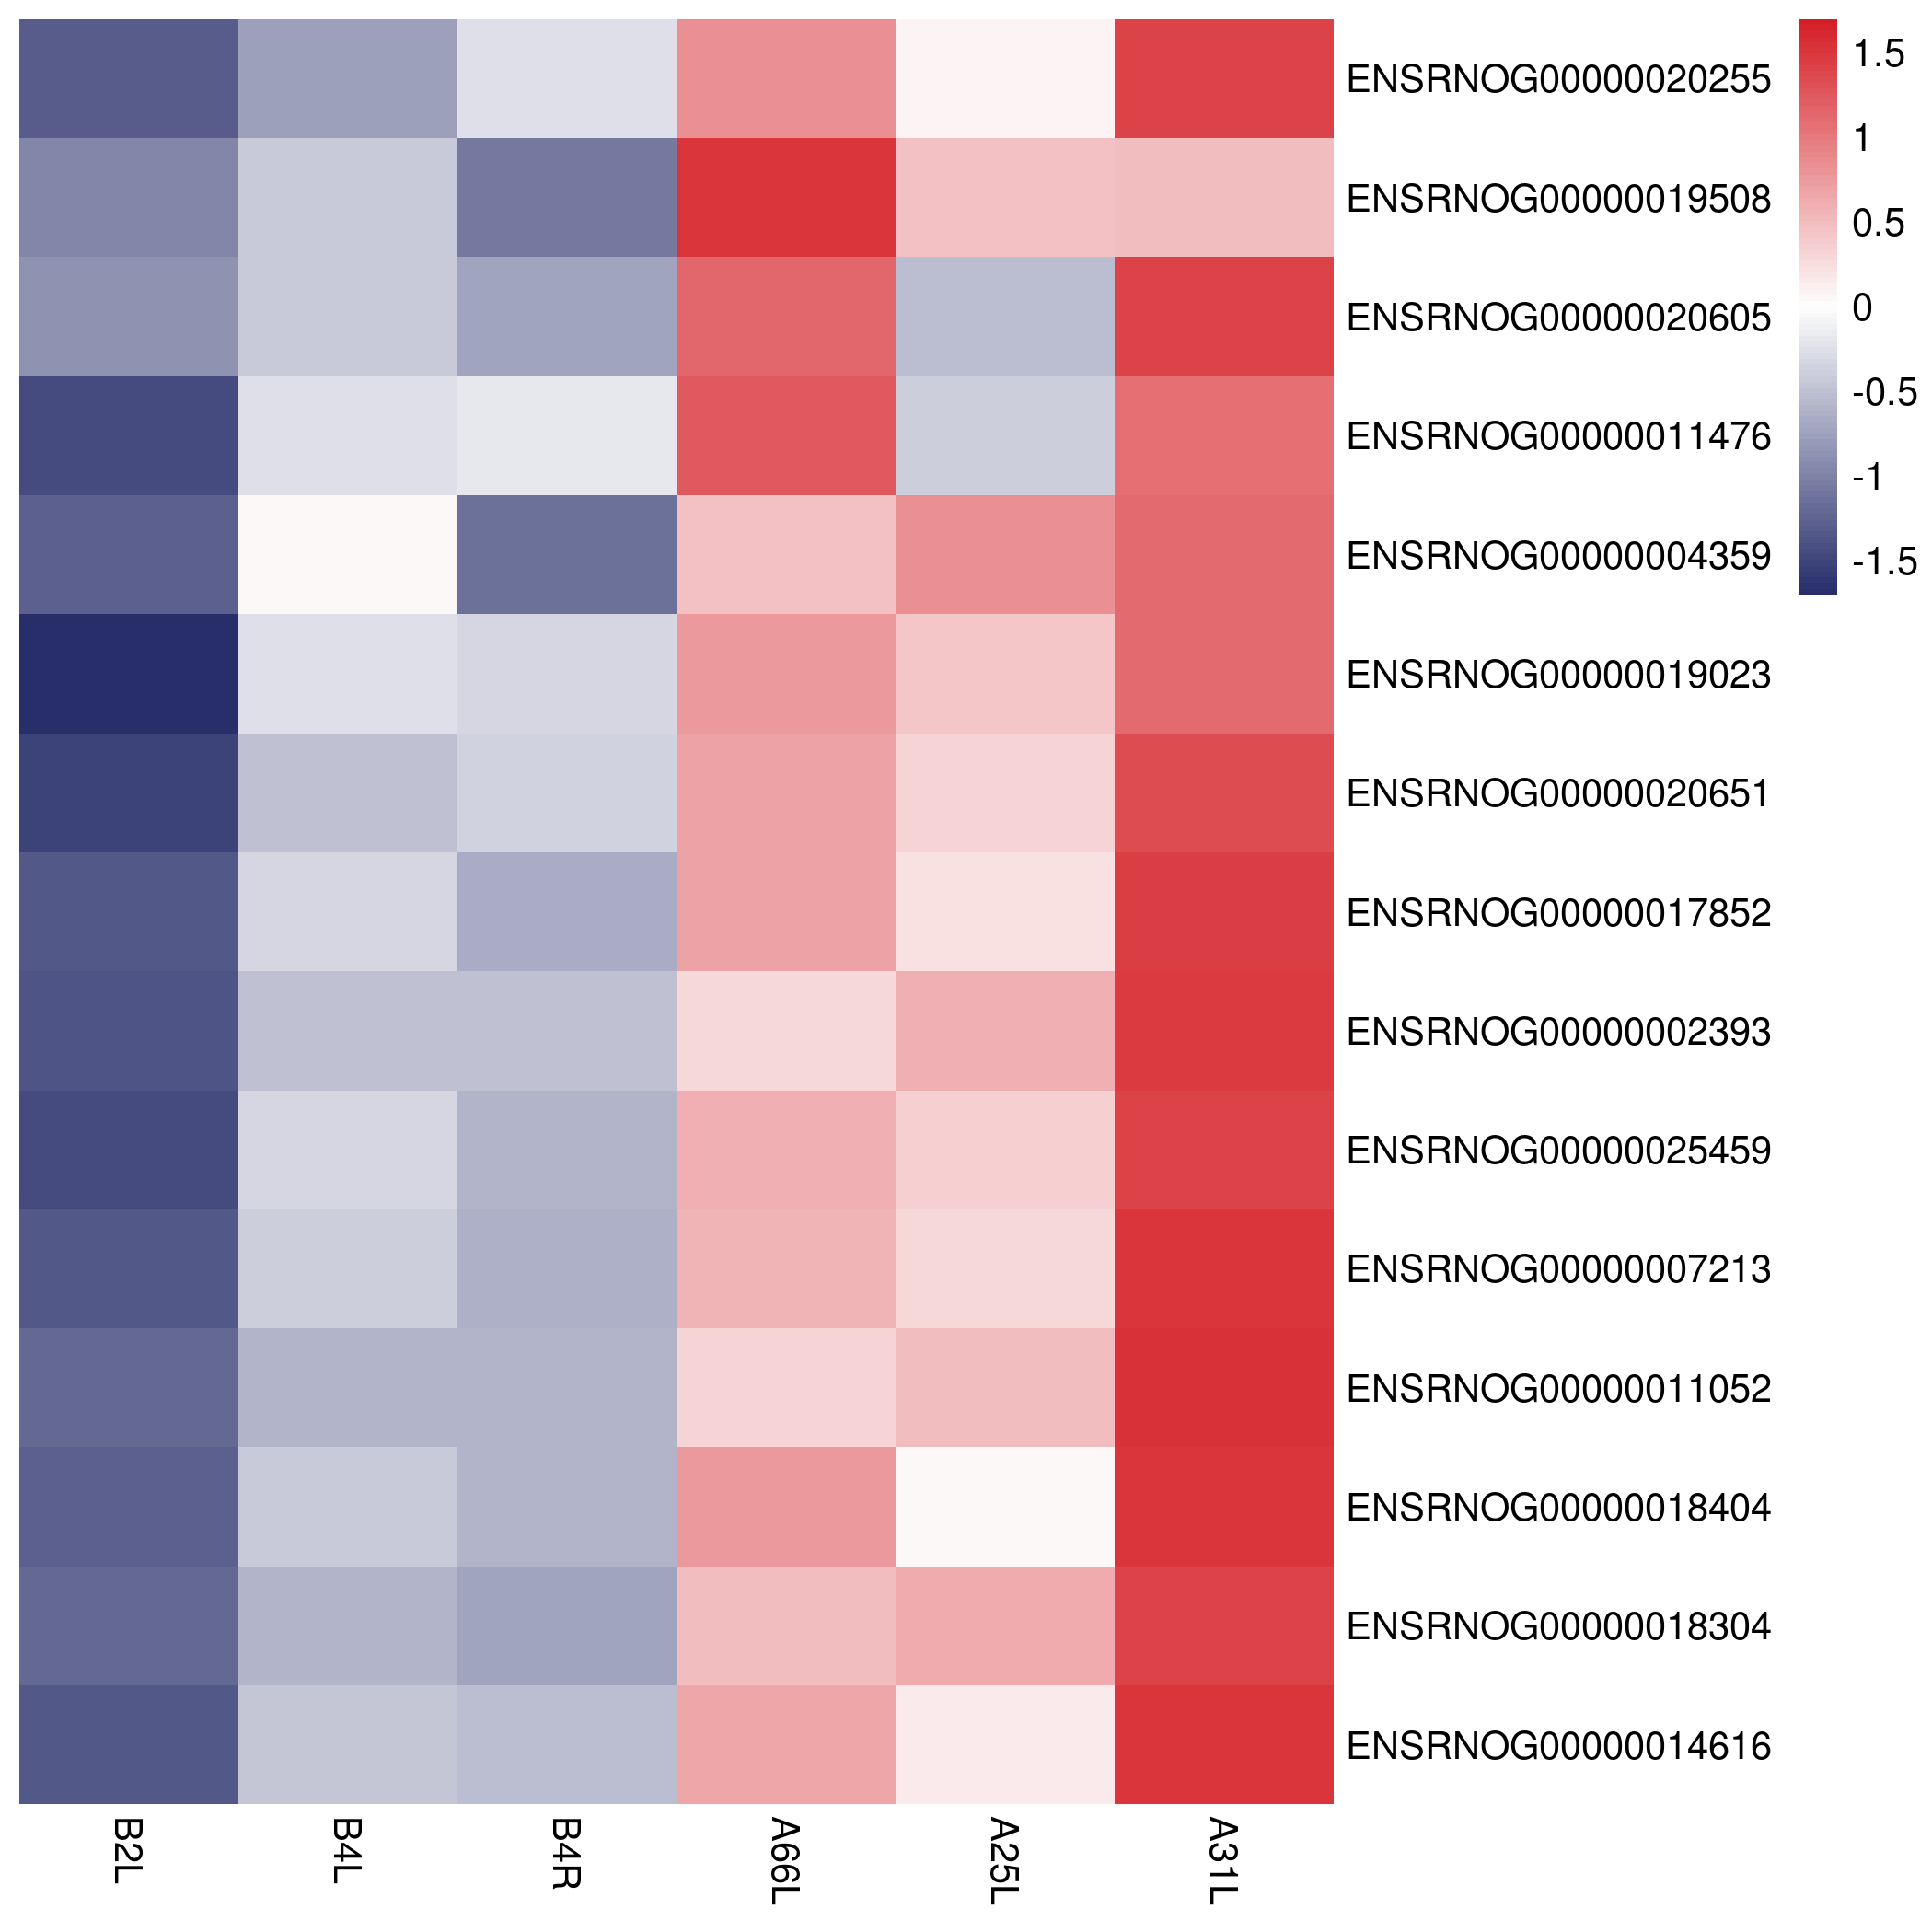 ENSRNOG00000020255
ENSRNOG00000019508
ENSRNOG00000020605
ENSRNOG00000011476
ENSRNOG00000004359
ENSRNOG00000019023
ENSRNOG00000020651
ENSRNOG00000017852
ENSRNOG00000002393
ENSRNOG00000025459
ENSRNOG00000007213
ENSRNOG00000011052
ENSRNOG00000018404
ENSRNOG00000018304
ENSRNOG00000014616
B2L
B4L
B4R
A66L
A25L
A31L
1.5
1
0.5
0
-0.5
-1
-1.5